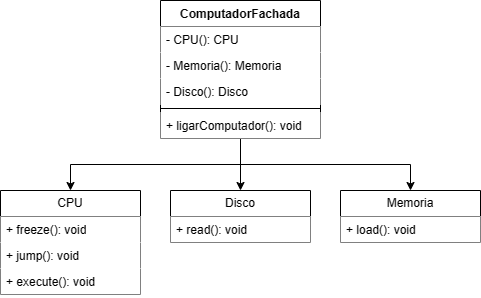 ComputadorFachada
- CPU(): CPU
- Memoria(): Memoria
- Disco(): Disco
+ ligarComputador(): void
CPU
+ freeze(): void
+ jump(): void
+ execute(): void
Disco
+ read(): void
Memoria
+ load(): void